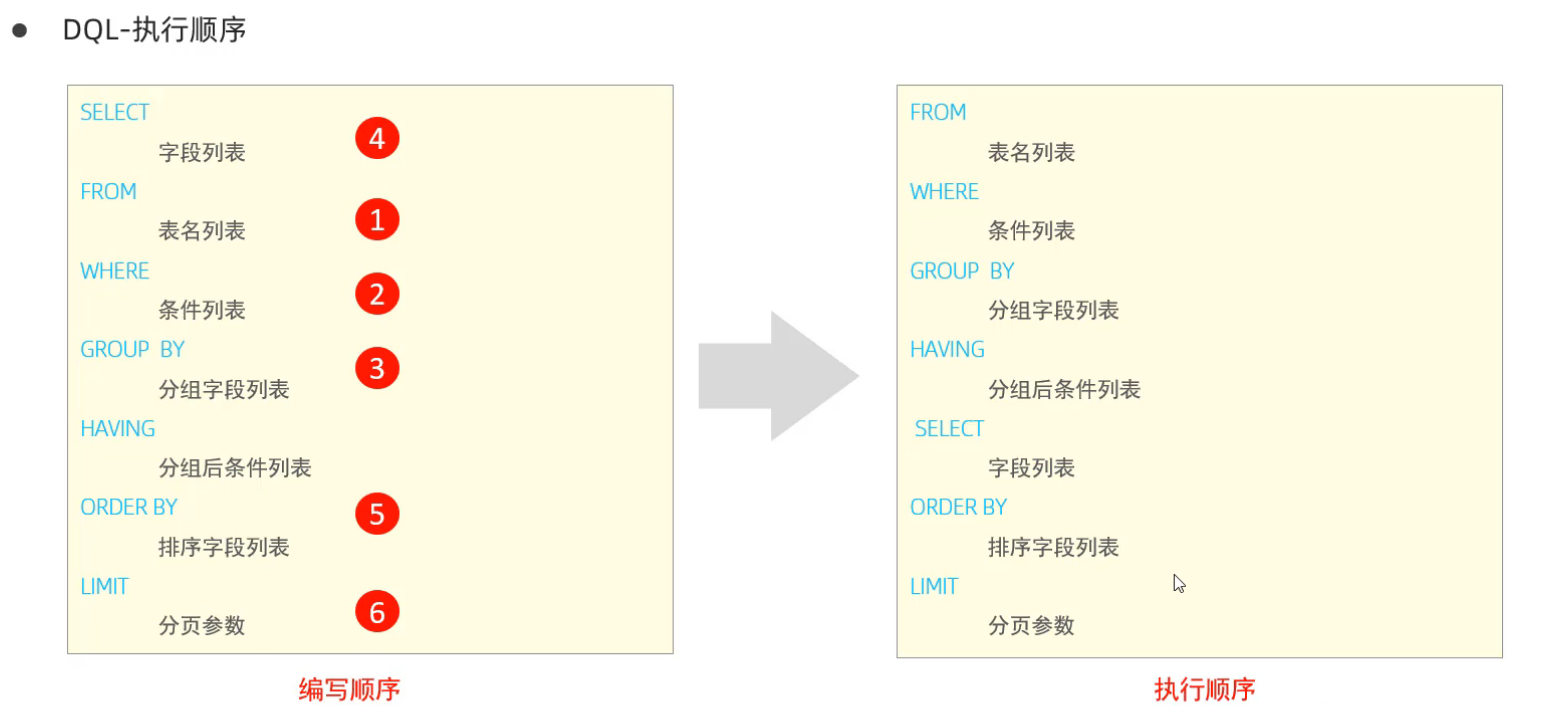 DQL-执行顺序
SELECT
字段列表
4
FROM
表名列表
1
WHERE
条件列表
2
GROUP BY
分组字段列表
3
HAVING
分组后条件列表
ORDER BY
排序字段列表
5
LIMIT
分页参数
6
编写顺序
FROM
表名列表
WHERE
条件列表
GROUP BY
分组字段列表
HAVING
分组后条件列表
SELECT
字段列表
ORDER BY
排序字段列表
LIMIT
分页参数
执行顺序